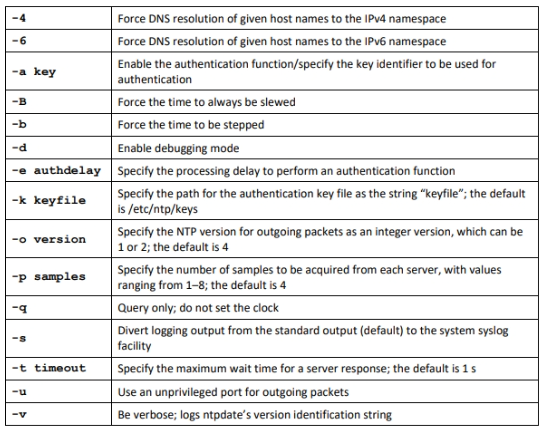 -4 Force DNS resolution of given host names to the IPv4 namespace
-6 Force DNS resolution of given host names to the IPv6 namespace
-a key Enable the authentication function/specify the key identifier to be used for
authentication
-B Force the time to always be slewed
-b Force the time to be stepped
-d Enable debugging mode
-e authdelay Specify the processing delay to perform an authentication function
-k keyfile Specify the path for the authentication key file as the string “keyfile”; the default
is /etc/ntp/keys
-o version Specify the NTP version for outgoing packets as an integer version, which can be
1 or 2; the default is 4
-p samples Specify the number of samples to be acquired from each server, with values
ranging from 1–8; the default is 4
-q Query only; do not set the clock
-s Divert logging output from the standard output (default) to the system syslog
facility
-t timeout Specify the maximum wait time for a server response; the default is 1 s
-u Use an unprivileged port for outgoing packets
-v Be verbose; logs ntpdate’s version identification string